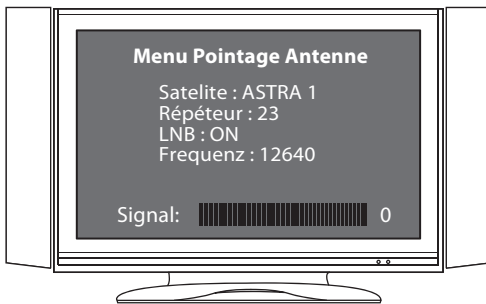 Menu Pointage Antenne
Satelite : ASTRA 1
Répéteur : 23
LNB : ON
Frequenz : 12640
Signal: 0